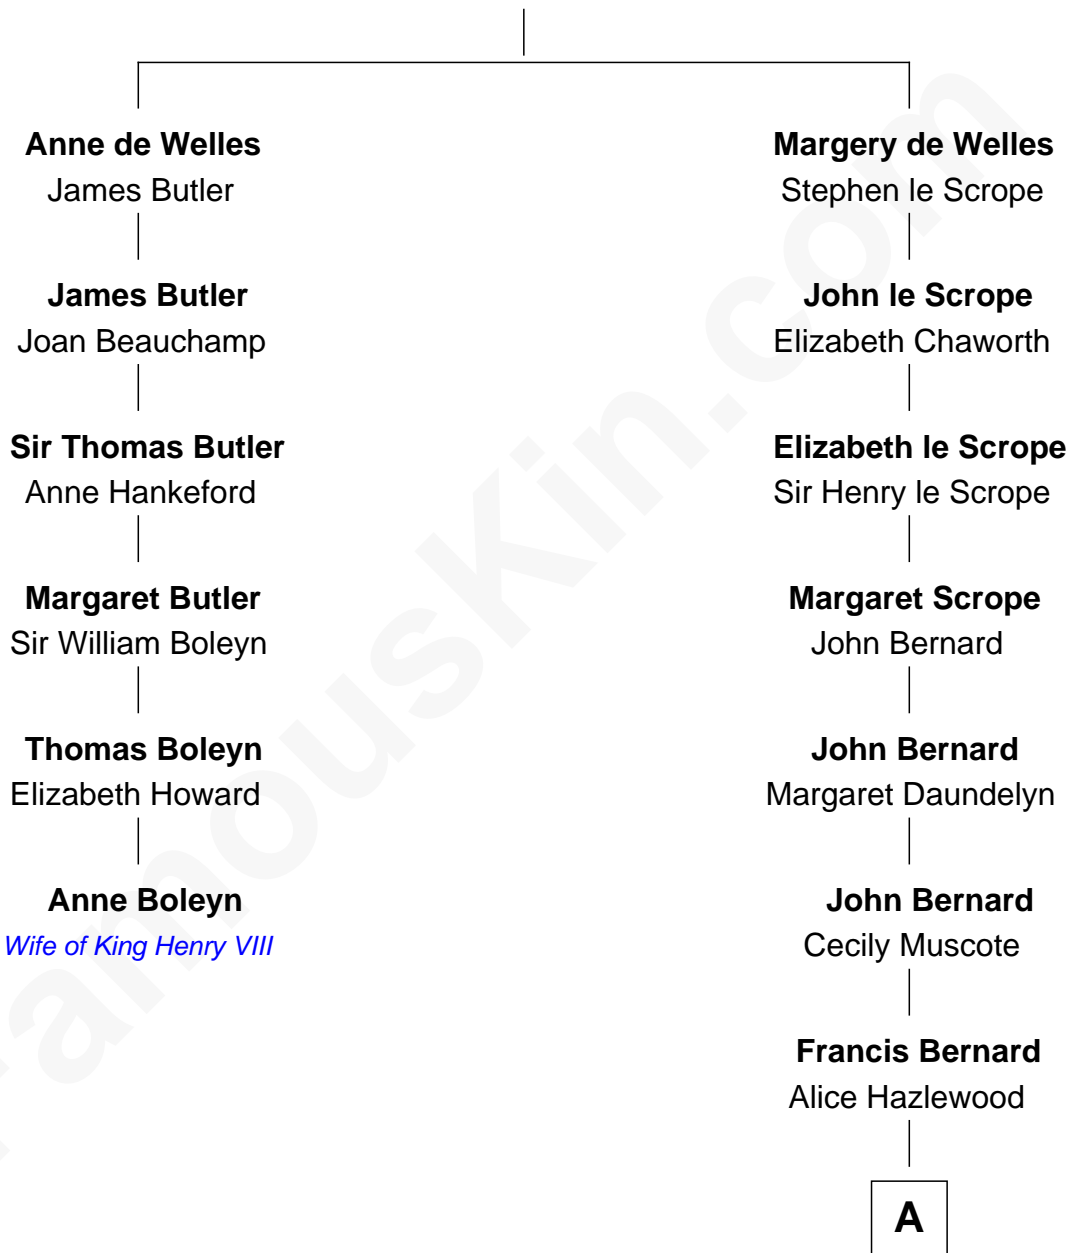 Anne de Welles
James Butler
James Butler
Joan Beauchamp
Sir Thomas Butler
Anne Hankeford
Margaret Butler
Sir William Boleyn
Thomas Boleyn
Elizabeth Howard
Anne Boleyn
Wife of King Henry VIII
Margery de Welles
Stephen le Scrope
John le Scrope
Elizabeth Chaworth
Elizabeth le Scrope
Sir Henry le Scrope
Margaret Scrope
John Bernard
John Bernard
Margaret Daundelyn
John Bernard
Cecily Muscote
Francis Bernard
Alice Hazlewood
A
FamousKin.com